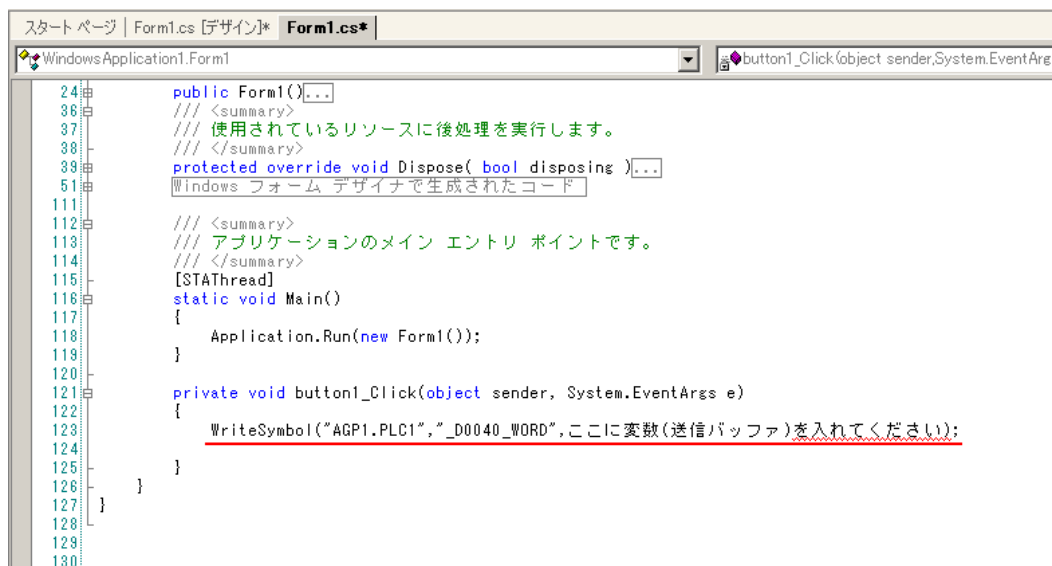 スタート ページ | Form1.cs [デザイン]* Form1.cs*
WindowsApplication1.Form1 button1_Click(object sender,System.EventArg
24 public Form1()...
36 /// <summary>
37 /// 使用されているリソースに後処理を実行します。
38 /// </summary>
39 protected override void Dispose( bool disposing )...
51 Windows フォーム デザイナで生成されたコード
111
112 /// <summary>
113 /// アプリケーションのメイン エントリ ポイントです。
114 /// </summary>
115 [STAThread]
116 static void Main()
117 {
118 Application.Run(new Form1());
119 }
120
121 private void button1_Click(object sender, System.EventArgs e)
122 {
123 WriteSymbol("AGP1.PLC1","_D0040_WORD",ここに変数(送信バッファ)を入れてください);
124
125 }
126 }
127 }
128
129
130